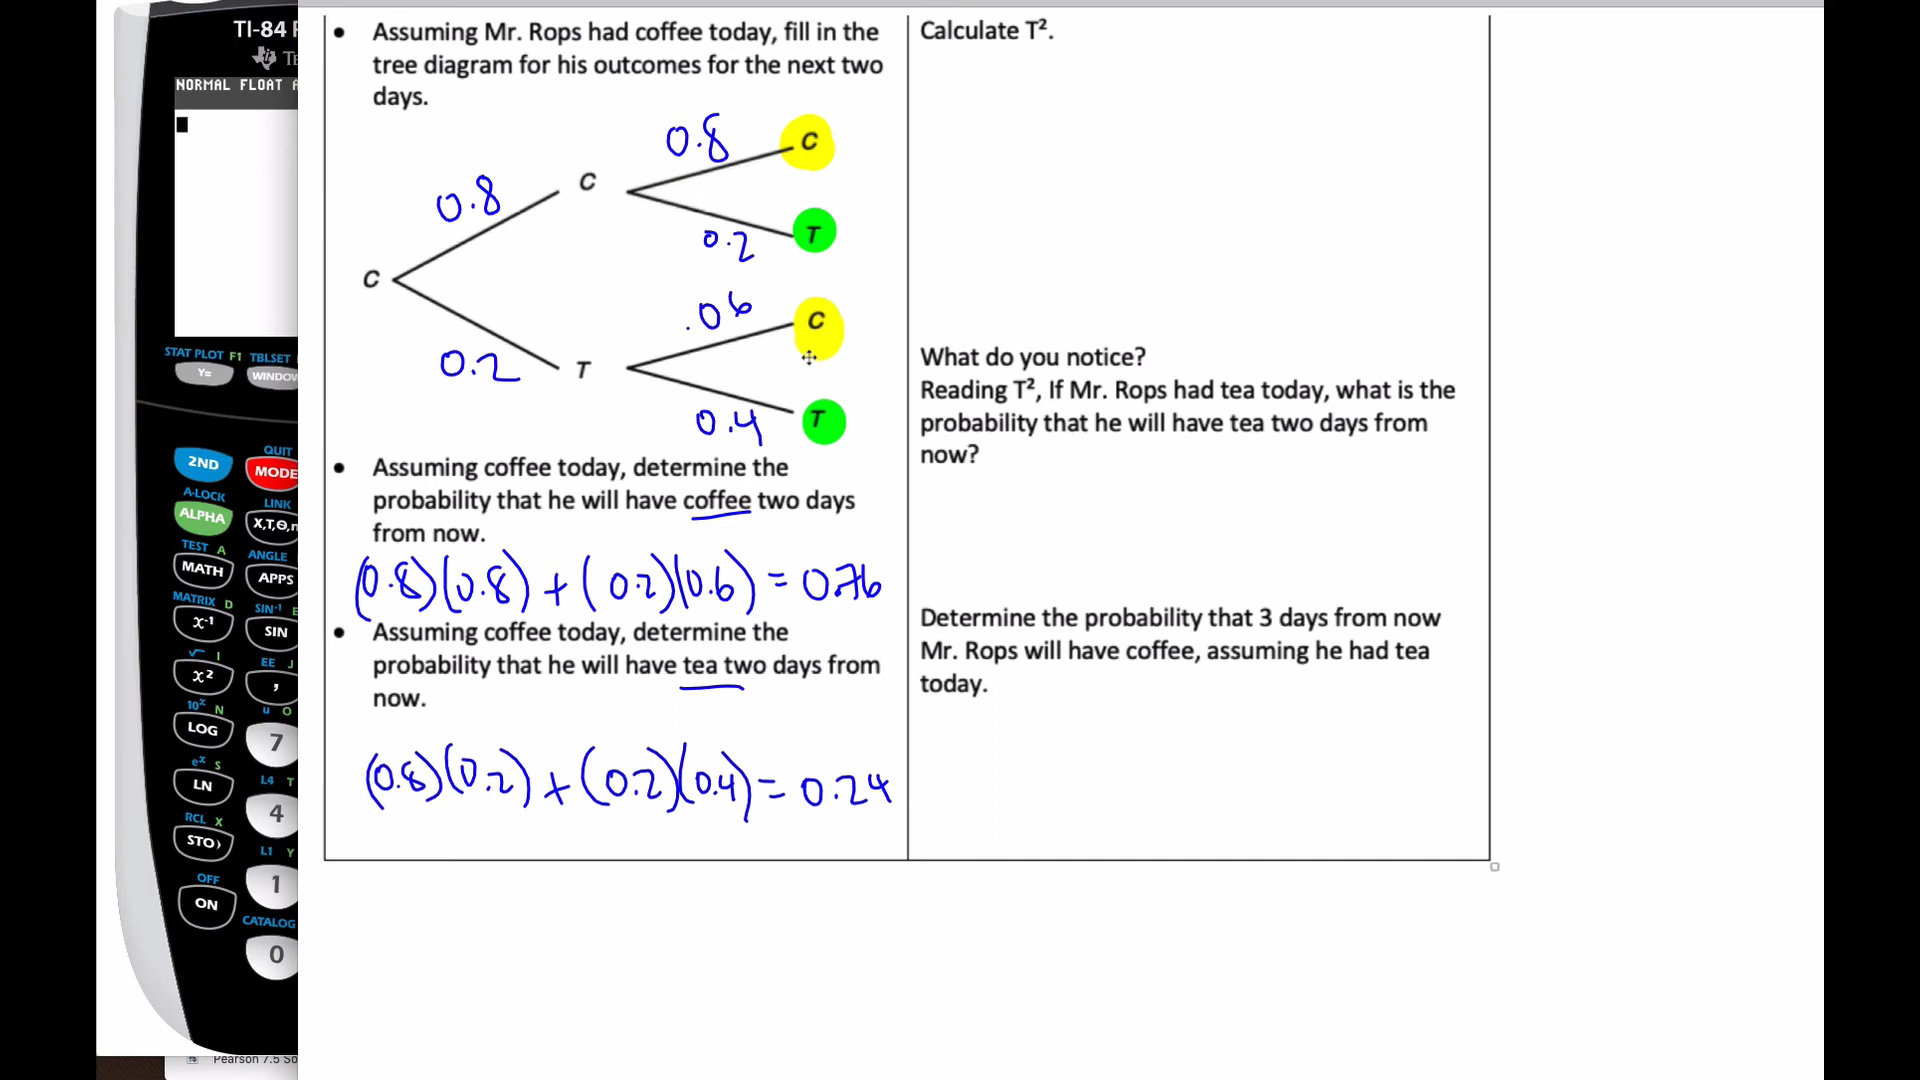 TI-84 P
NORMAL FLOAT A
STAT PLOT F1 TBLSET
Y= WINDOW
QUIT
2ND MODE
A-LOCK LINK
ALPHA X,T,Θ,n
TEST A ANGLE
MATH APPS
MATRIX D SIN⁻¹ E
x⁻¹ SIN
√ I EE J
x² ,
10ˣ N u O
LOG 7
eˣ S L4 T
LN 4
RCL X L1 Y
STO› 1
OFF CATALOG
ON 0
Pearson 7.5 So
• Assuming Mr. Rops had coffee today, fill in the
tree diagram for his outcomes for the next two
days.
0.8 C
0.8 C
0.2 T
C
.06 C
0.2 T
0.4 T
• Assuming coffee today, determine the
probability that he will have coffee two days
from now.
(0.8)(0.8) + (0.2)(0.6) = 0.76
• Assuming coffee today, determine the
probability that he will have tea two days from
now.
(0.8)(0.2) + (0.2)(0.4) = 0.24
Calculate T².
What do you notice?
Reading T², If Mr. Rops had tea today, what is the
probability that he will have tea two days from
now?
Determine the probability that 3 days from now
Mr. Rops will have coffee, assuming he had tea
today.